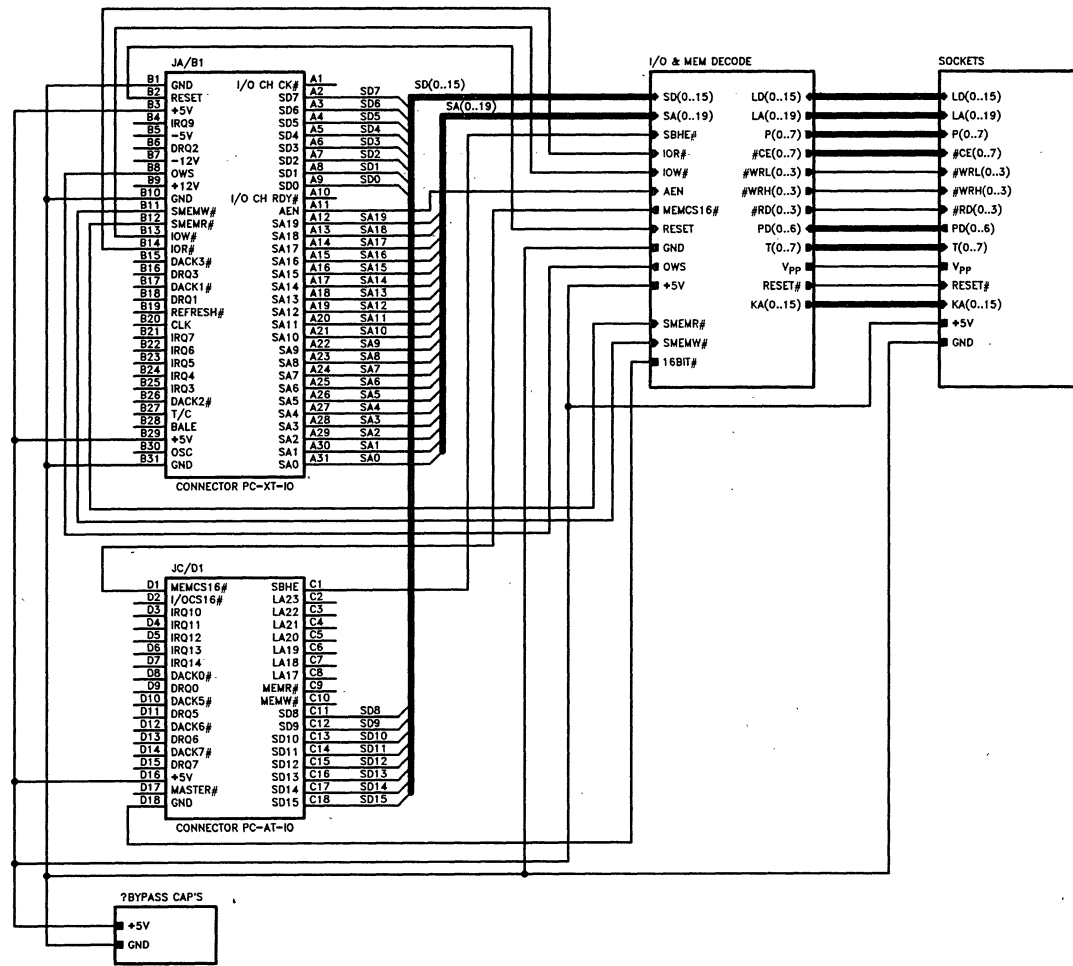 JA/B1
B1 GND I/O CH CK# A1
B2 RESET SD7 A2 SD7
B3 +5V SD6 A3 SD6
B4 IRQ9 SD5 A4 SD5
B5 -5V SD4 A5 SD4
B6 DRQ2 SD3 A6 SD3
B7 -12V SD2 A7 SD2
B8 OWS SD1 A8 SD1
B9 +12V SD0 A9 SD0
B10 GND I/O CH RDY# A10
B11 SMEMW# AEN A11
B12 SMEMR# SA19 A12 SA19
B13 IOW# SA18 A13 SA18
B14 IOR# SA17 A14 SA17
B15 DACK3# SA16 A15 SA16
B16 DRQ3 SA15 A16 SA15
B17 DACK1# SA14 A17 SA14
B18 DRQ1 SA13 A18 SA13
B19 REFRESH# SA12 A19 SA12
B20 CLK SA11 A20 SA11
B21 IRQ7 SA10 A21 SA10
B22 IRQ6 SA9 A22 SA9
B23 IRQ5 SA8 A23 SA8
B24 IRQ4 SA7 A24 SA7
B25 IRQ3 SA6 A25 SA6
B26 DACK2# SA5 A26 SA5
B27 T/C SA4 A27 SA4
B28 BALE SA3 A28 SA3
B29 +5V SA2 A29 SA2
B30 OSC SA1 A30 SA1
B31 GND SA0 A31 SA0
CONNECTOR PC-XT-IO
SD(0..15)
SA(0..19)
I/O & MEM DECODE
SD(0..15) LD(0..15)
SA(0..19) LA(0..19)
SBHE# P(0..7)
IOR# #CE(0..7)
IOW# #WRL(0..3)
AEN #WRH(0..3)
MEMCS16# #RD(0..3)
RESET PD(0..6)
GND T(0..7)
OWS VPP
+5V RESET#
KA(0..15)
SMEMR#
SMEMW#
16BIT#
SOCKETS
LD(0..15)
LA(0..19)
P(0..7)
#CE(0..7)
#WRL(0..3)
#WRH(0..3)
#RD(0..3)
PD(0..6)
T(0..7)
VPP
RESET#
KA(0..15)
+5V
GND
JC/D1
D1 MEMCS16# SBHE C1
D2 I/OCS16# LA23 C2
D3 IRQ10 LA22 C3
D4 IRQ11 LA21 C4
D5 IRQ12 LA20 C5
D6 IRQ13 LA19 C6
D7 IRQ14 LA18 C7
D8 DACK0# LA17 C8
D9 DRQ0 MEMR# C9
D10 DACK5# MEMW# C10
D11 DRQ5 SD8 C11 SD8
D12 DACK6# SD9 C12 SD9
D13 DRQ6 SD10 C13 SD10
D14 DACK7# SD11 C14 SD11
D15 DRQ7 SD12 C15 SD12
D16 +5V SD13 C16 SD13
D17 MASTER# SD14 C17 SD14
D18 GND SD15 C18 SD15
CONNECTOR PC-AT-IO
?BYPASS CAP'S
+5V
GND